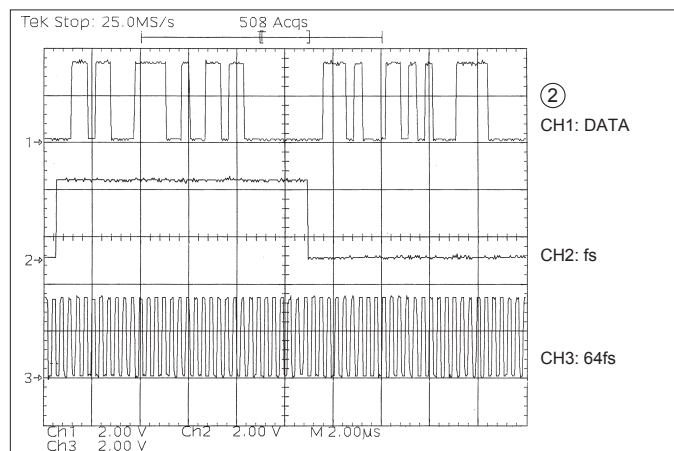 Tek Stop: 25.0MS/s 508 Acqs
②
CH1: DATA
1
CH2: fs
2
CH3: 64fs
3
Ch1 2.00 V Ch2 2.00 V M 2.00µs
Ch3 2.00 V